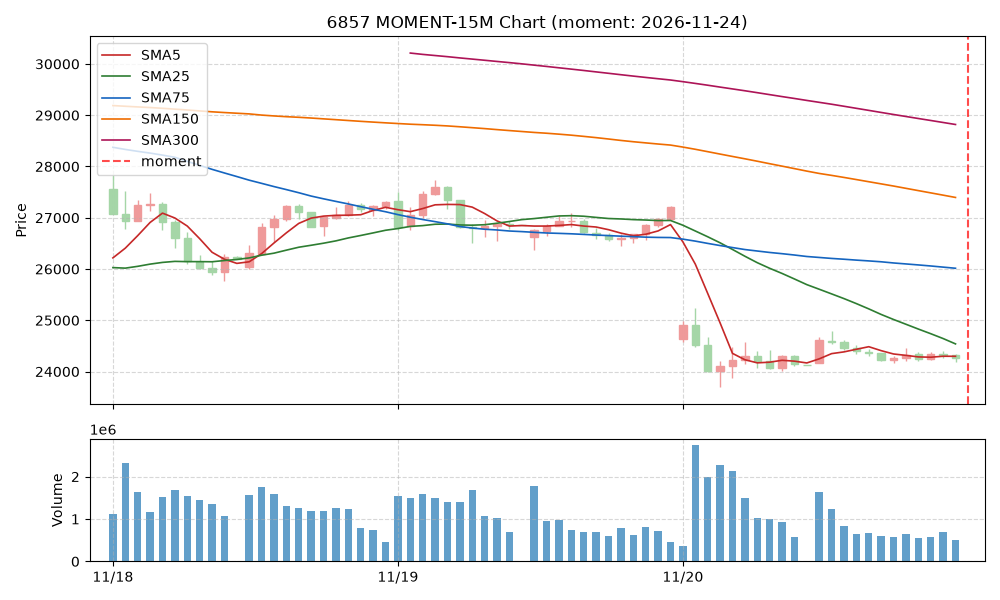 6857 MOMENT-15M Chart (moment: 2026-11-24)
SMA5
SMA25
SMA75
SMA150
SMA300
moment
Price
30000
29000
28000
27000
26000
25000
24000
1e6
Volume
2
1
0
11/18
11/19
11/20